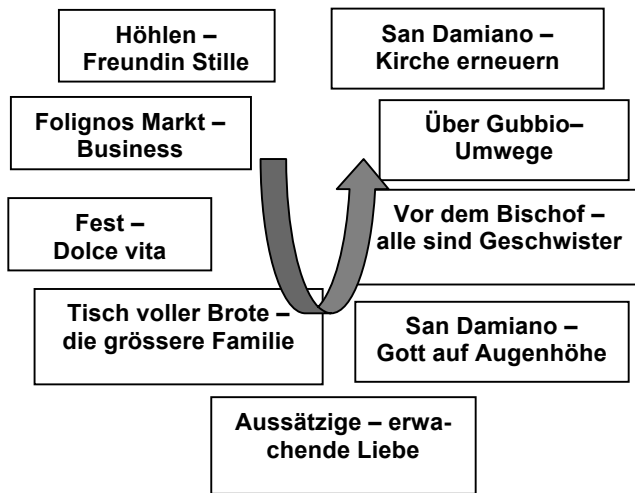 Höhlen –
Freundin Stille
San Damiano –
Kirche erneuern
Folignos Markt –
Business
Über Gubbio–
Umwege
Fest –
Dolce vita
Vor dem Bischof –
alle sind Geschwister
Tisch voller Brote –
die grössere Familie
San Damiano –
Gott auf Augenhöhe
Aussätzige – erwa-
chende Liebe